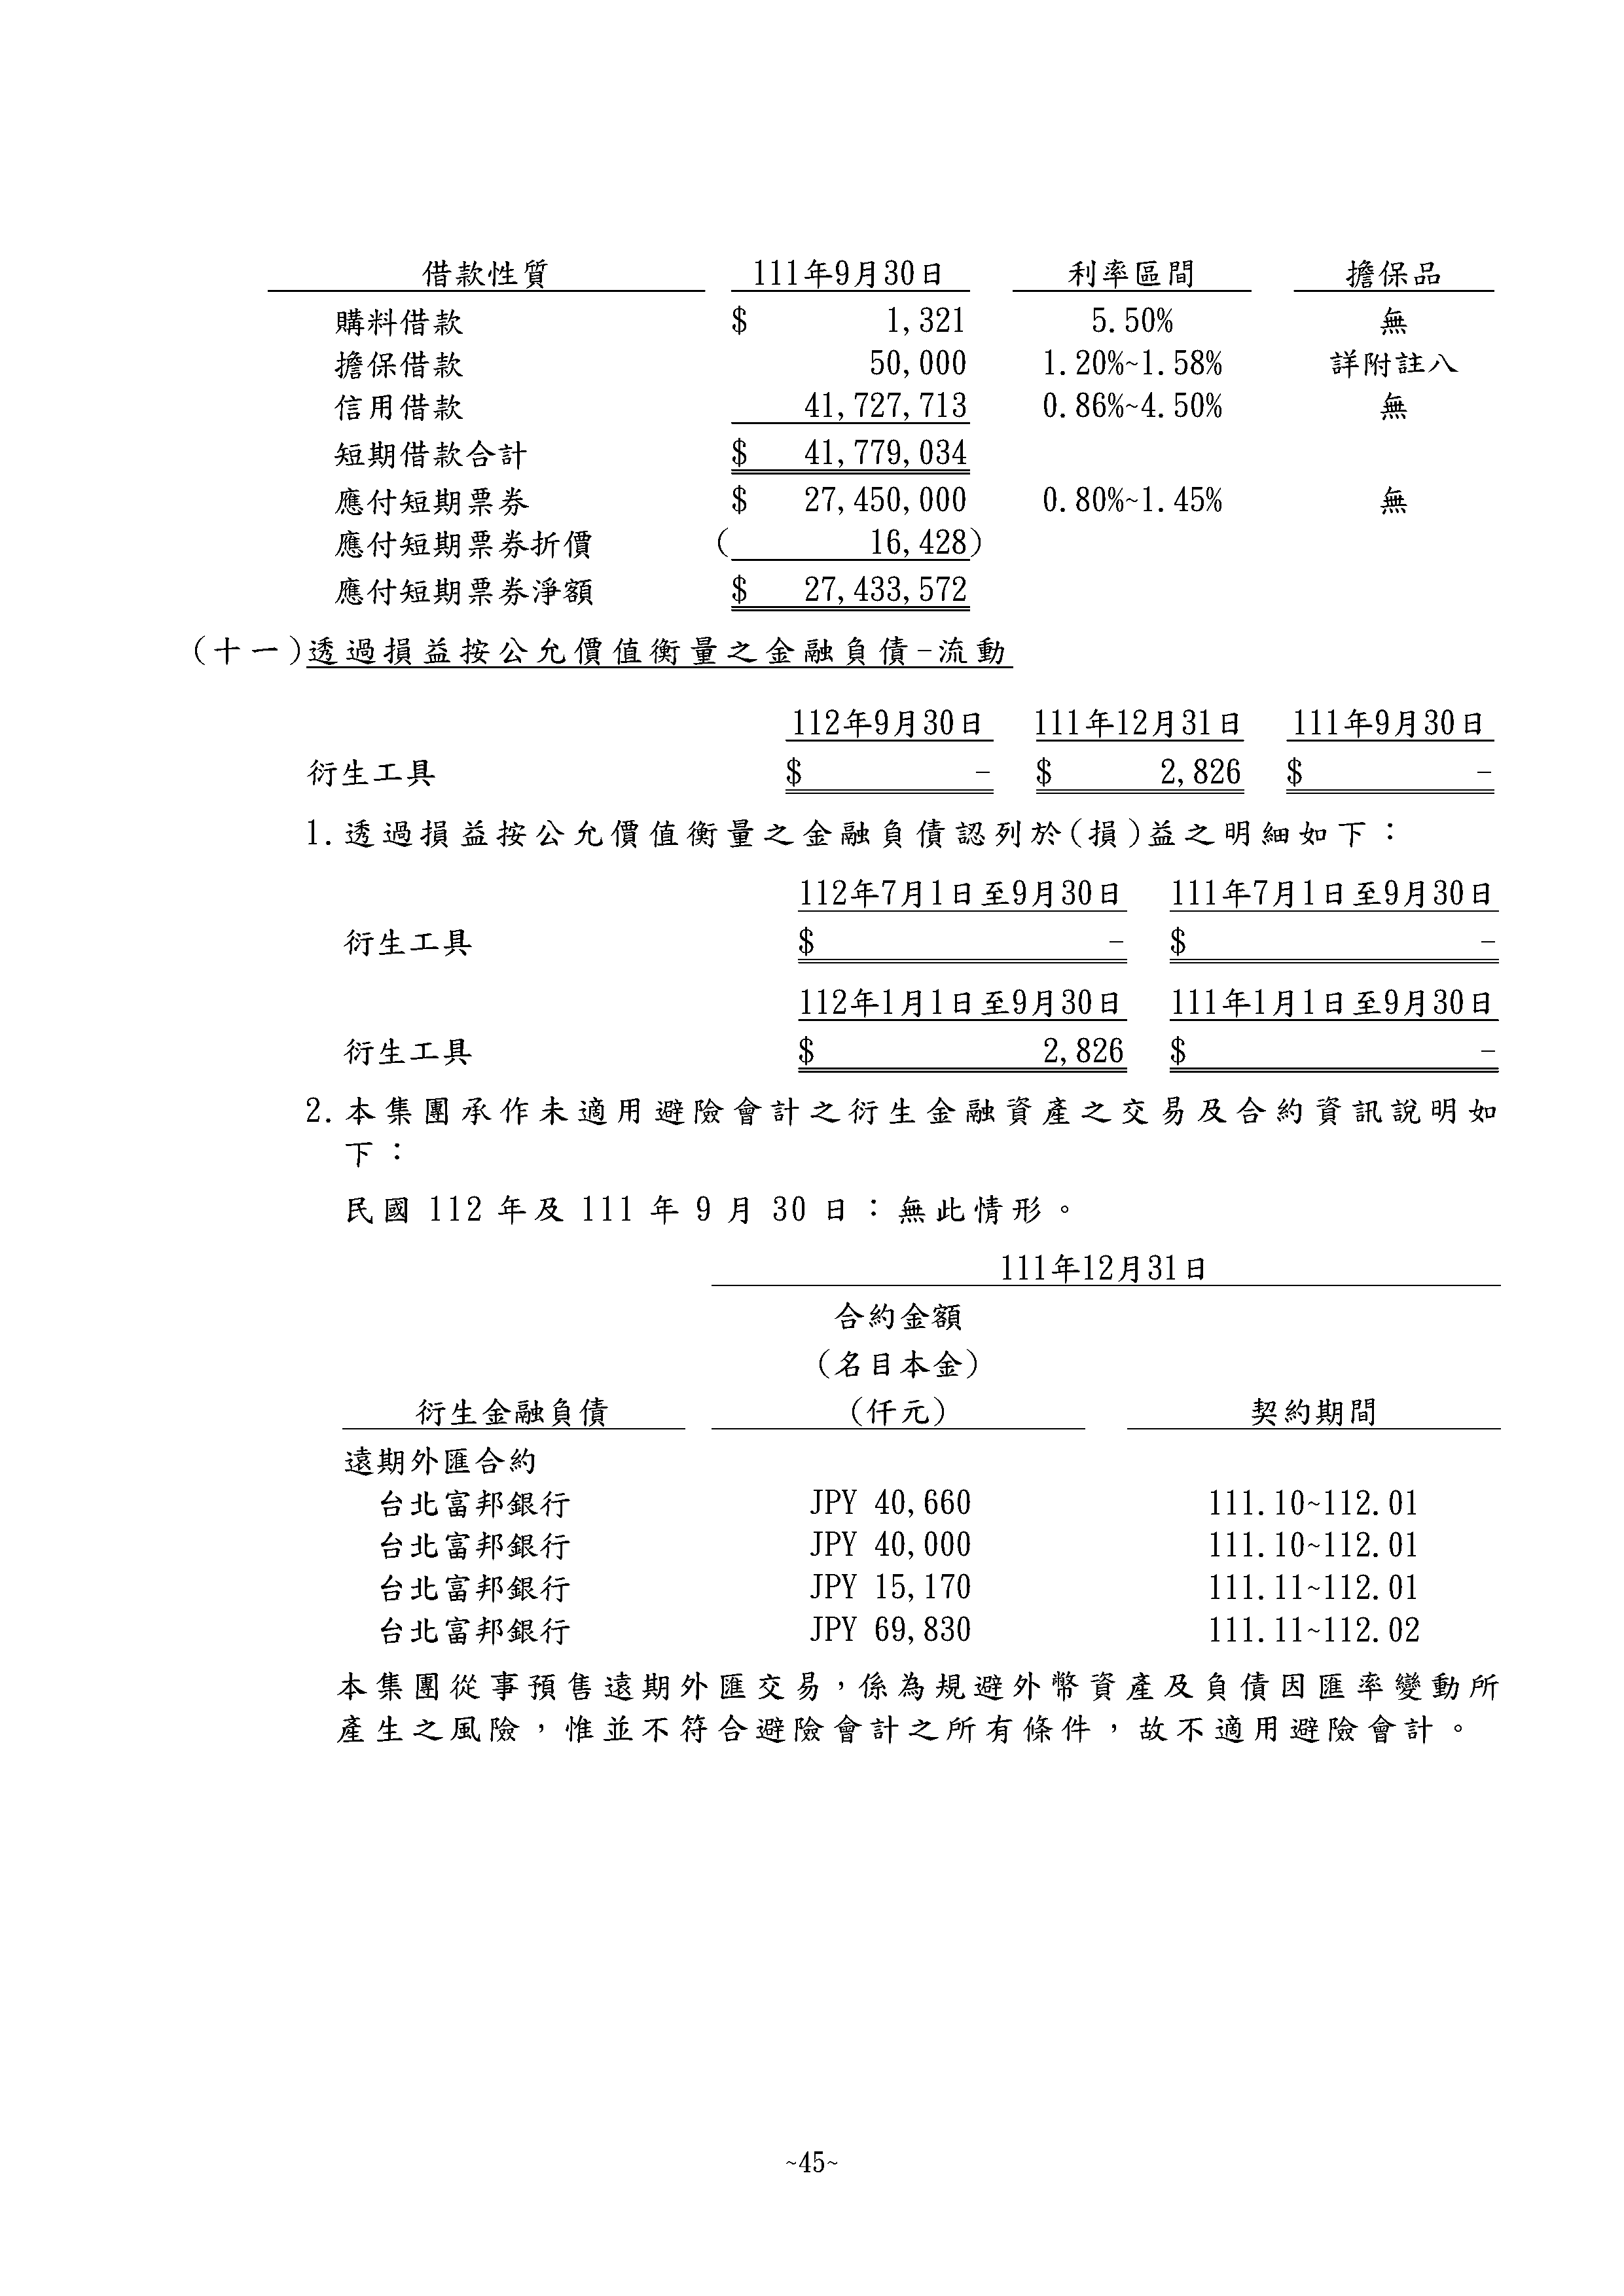 借款性質 111年9月30日 利率區間 擔保品
購料借款 $ 1,321 5.50% 無
擔保借款 50,000 1.20%~1.58% 詳附註八
信用借款 41,727,713 0.86%~4.50% 無
短期借款合計 $ 41,779,034
應付短期票券 $ 27,450,000 0.80%~1.45% 無
應付短期票券折價 ( 16,428)
應付短期票券淨額 $ 27,433,572
(十一)透過損益按公允價值衡量之金融負債-流動
112年9月30日 111年12月31日 111年9月30日
衍生工具 $ - $ 2,826 $ -
1.透過損益按公允價值衡量之金融負債認列於(損)益之明細如下：
112年7月1日至9月30日 111年7月1日至9月30日
衍生工具 $ - $ -
112年1月1日至9月30日 111年1月1日至9月30日
衍生工具 $ 2,826 $ -
2.本集團承作未適用避險會計之衍生金融資產之交易及合約資訊說明如
下：
民國 112 年及 111 年 9 月 30 日：無此情形。
111年12月31日
合約金額
(名目本金)
衍生金融負債 (仟元) 契約期間
遠期外匯合約
台北富邦銀行 JPY 40,660 111.10~112.01
台北富邦銀行 JPY 40,000 111.10~112.01
台北富邦銀行 JPY 15,170 111.11~112.01
台北富邦銀行 JPY 69,830 111.11~112.02
本集團從事預售遠期外匯交易，係為規避外幣資產及負債因匯率變動所
產生之風險，惟並不符合避險會計之所有條件，故不適用避險會計。
~45~